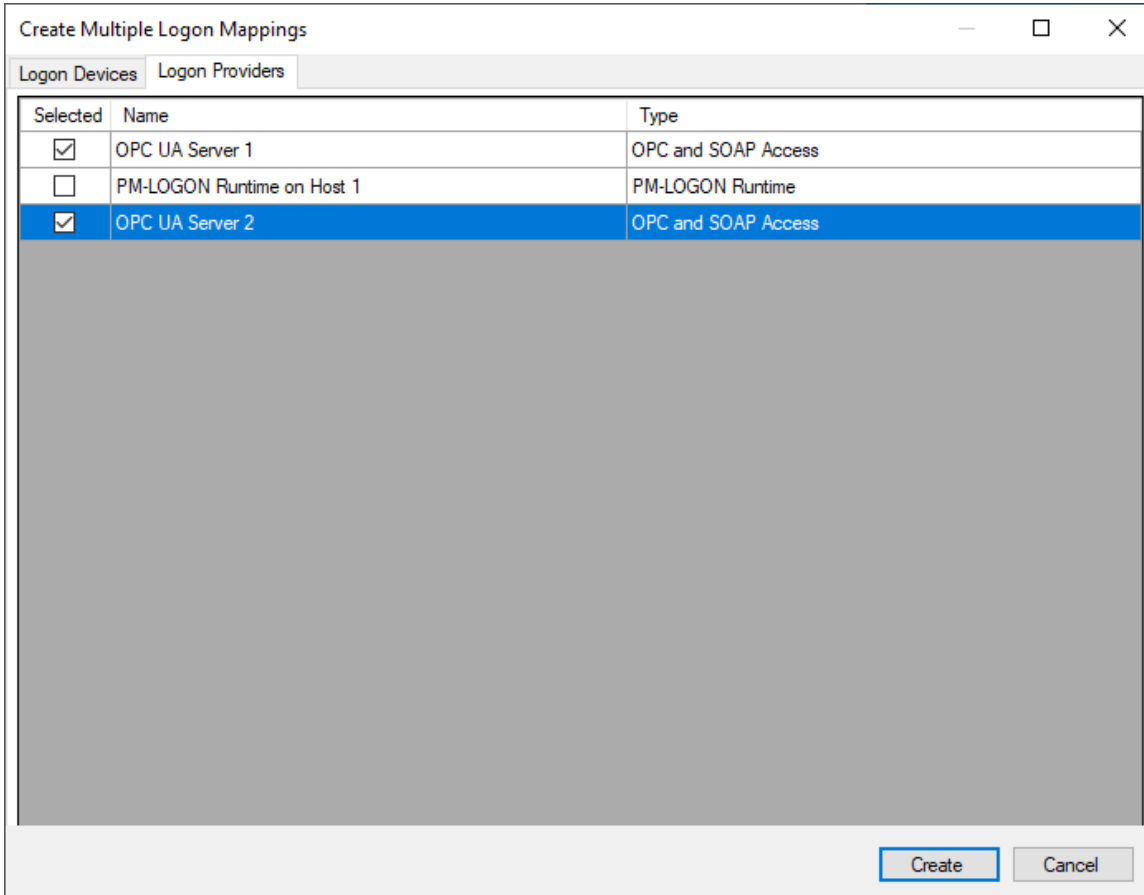 Create Multiple Logon Mappings
Logon Devices Logon Providers
Selected Name Type
OPC UA Server 1 OPC and SOAP Access
PM-LOGON Runtime on Host 1 PM-LOGON Runtime
OPC UA Server 2 OPC and SOAP Access
Create Cancel